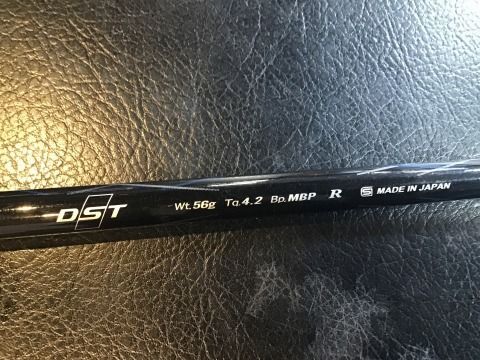 DST Wt.56g Tq.4.2 Bp.MBP R S MADE IN JAPAN